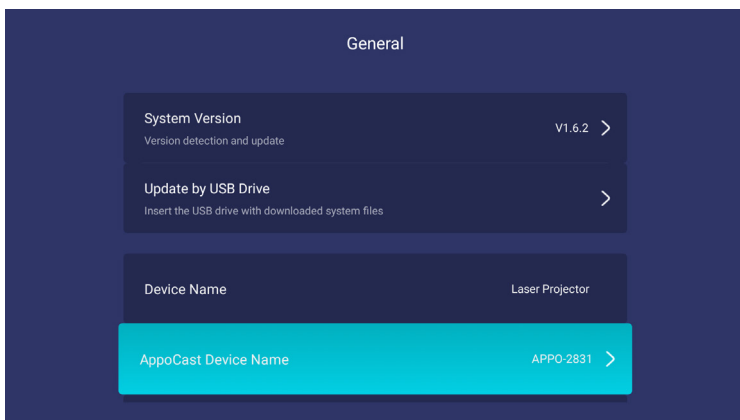 General
System Version
V1.6.2
Version detection and update
Update by USB Drive
Insert the USB drive with downloaded system files
Device Name
Laser Projector
AppoCast Device Name
APPO-2831